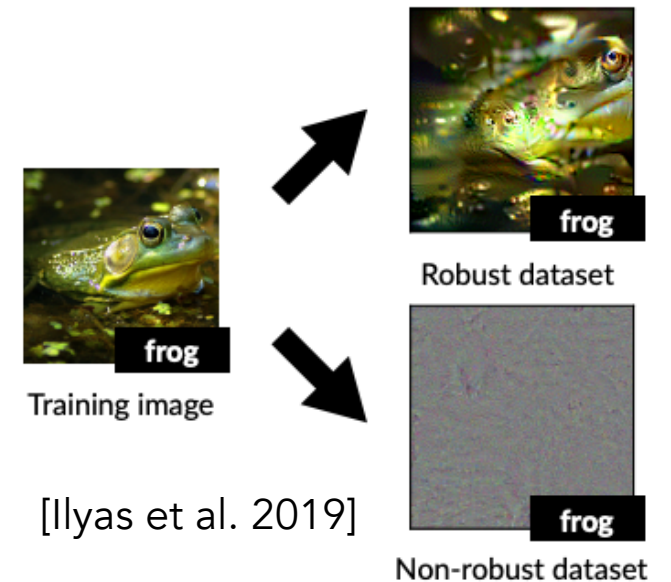 frog
Training image
frog
Robust dataset
frog
Non-robust dataset
[Ilyas et al. 2019]